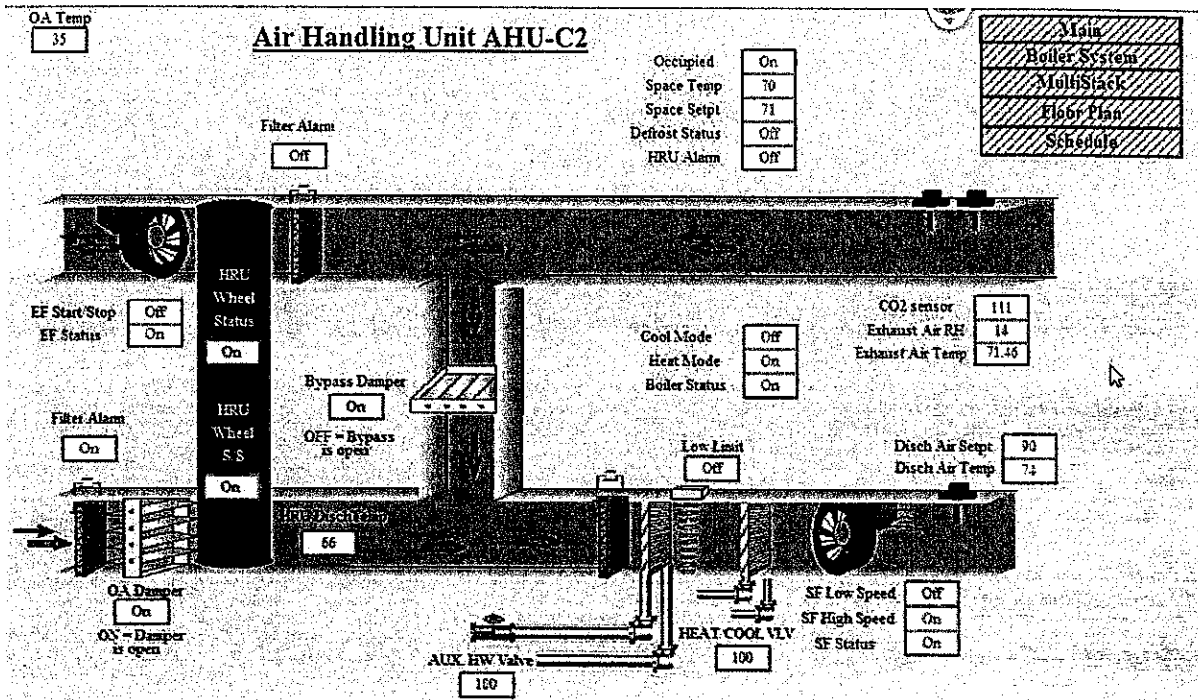 OA Temp
35
Air Handling Unit AHU-C2
Main
Boiler System
MultiStack
Floor Plan
Schedule
Occupied On
Space Temp 70
Space Setpt 71
Defrost Status Off
HRU Alarm Off
Filter Alarm
Off
HRU
Wheel
Status
On
EF Start/Stop Off
EF Status On
CO2 sensor 111
Exhaust Air RH 14
Exhaust Air Temp 71.46
Cool Mode Off
Heat Mode On
Boiler Status On
Bypass Damper
On
OFF = Bypass
is open
Filter Alarm
On
HRU
Wheel
S/S
On
Low Limit
Off
Disch Air Setpt 90
Disch Air Temp 74
HRU Disch Temp
66
OA Damper
On
ON = Damper
is open
SF Low Speed Off
SF High Speed On
SF Status On
HEAT/COOL VLV
100
AUX. HW Valve
100